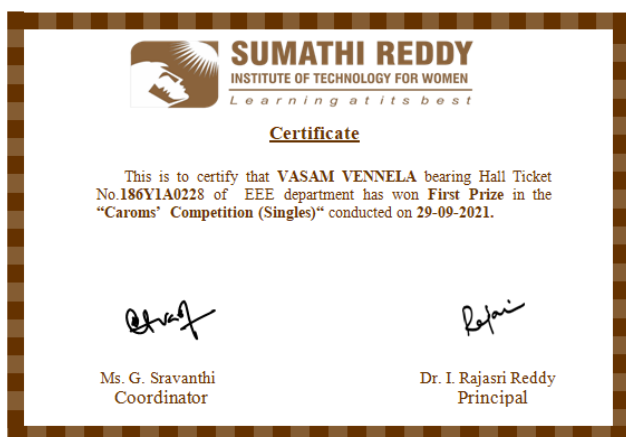 SUMATHI REDDY
INSTITUTE OF TECHNOLOGY FOR WOMEN
Learning at its best
Certificate
This is to certify that VASAM VENNELA bearing Hall Ticket
No.186Y1A0228 of EEE department has won First Prize in the
“Caroms’ Competition (Singles)“ conducted on 29-09-2021.
Ms. G. Sravanthi
Dr. I. Rajasri Reddy
Coordinator
Principal